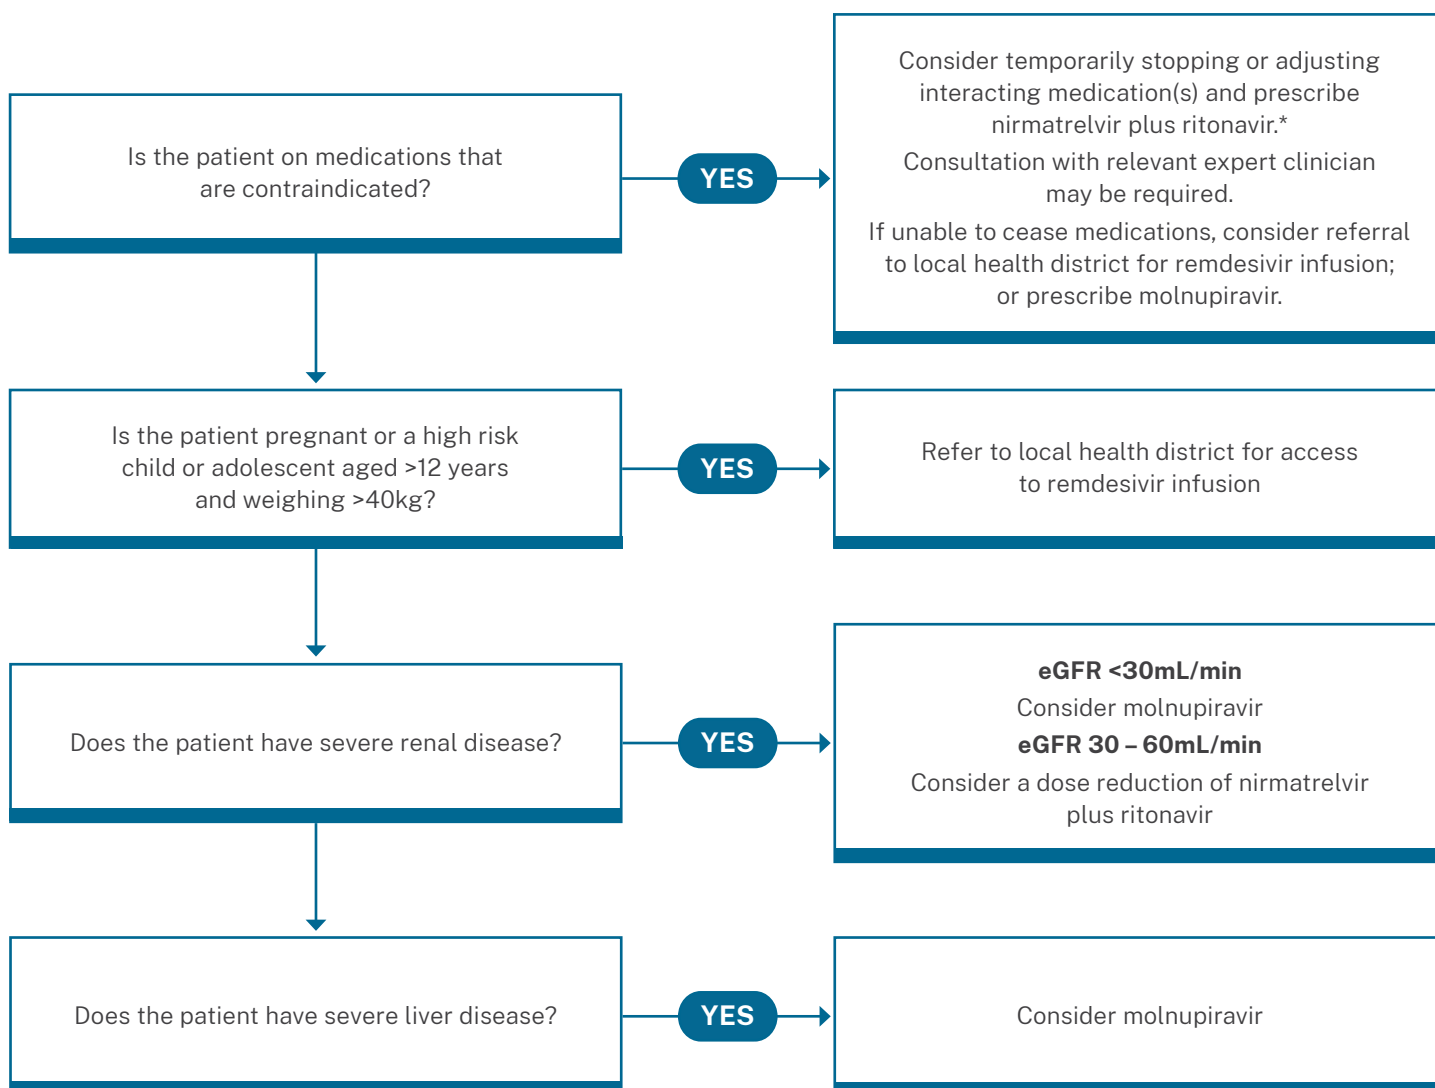 Is the patient on medications that
are contraindicated?
YES
Consider temporarily stopping or adjusting
interacting medication(s) and prescribe
nirmatrelvir plus ritonavir.*
Consultation with relevant expert clinician
may be required.
If unable to cease medications, consider referral
to local health district for remdesivir infusion;
or prescribe molnupiravir.
Is the patient pregnant or a high risk
child or adolescent aged >12 years
and weighing >40kg?
YES
Refer to local health district for access
to remdesivir infusion
Does the patient have severe renal disease?
YES
eGFR <30mL/min
Consider molnupiravir
eGFR 30 – 60mL/min
Consider a dose reduction of nirmatrelvir
plus ritonavir
Does the patient have severe liver disease?
YES
Consider molnupiravir